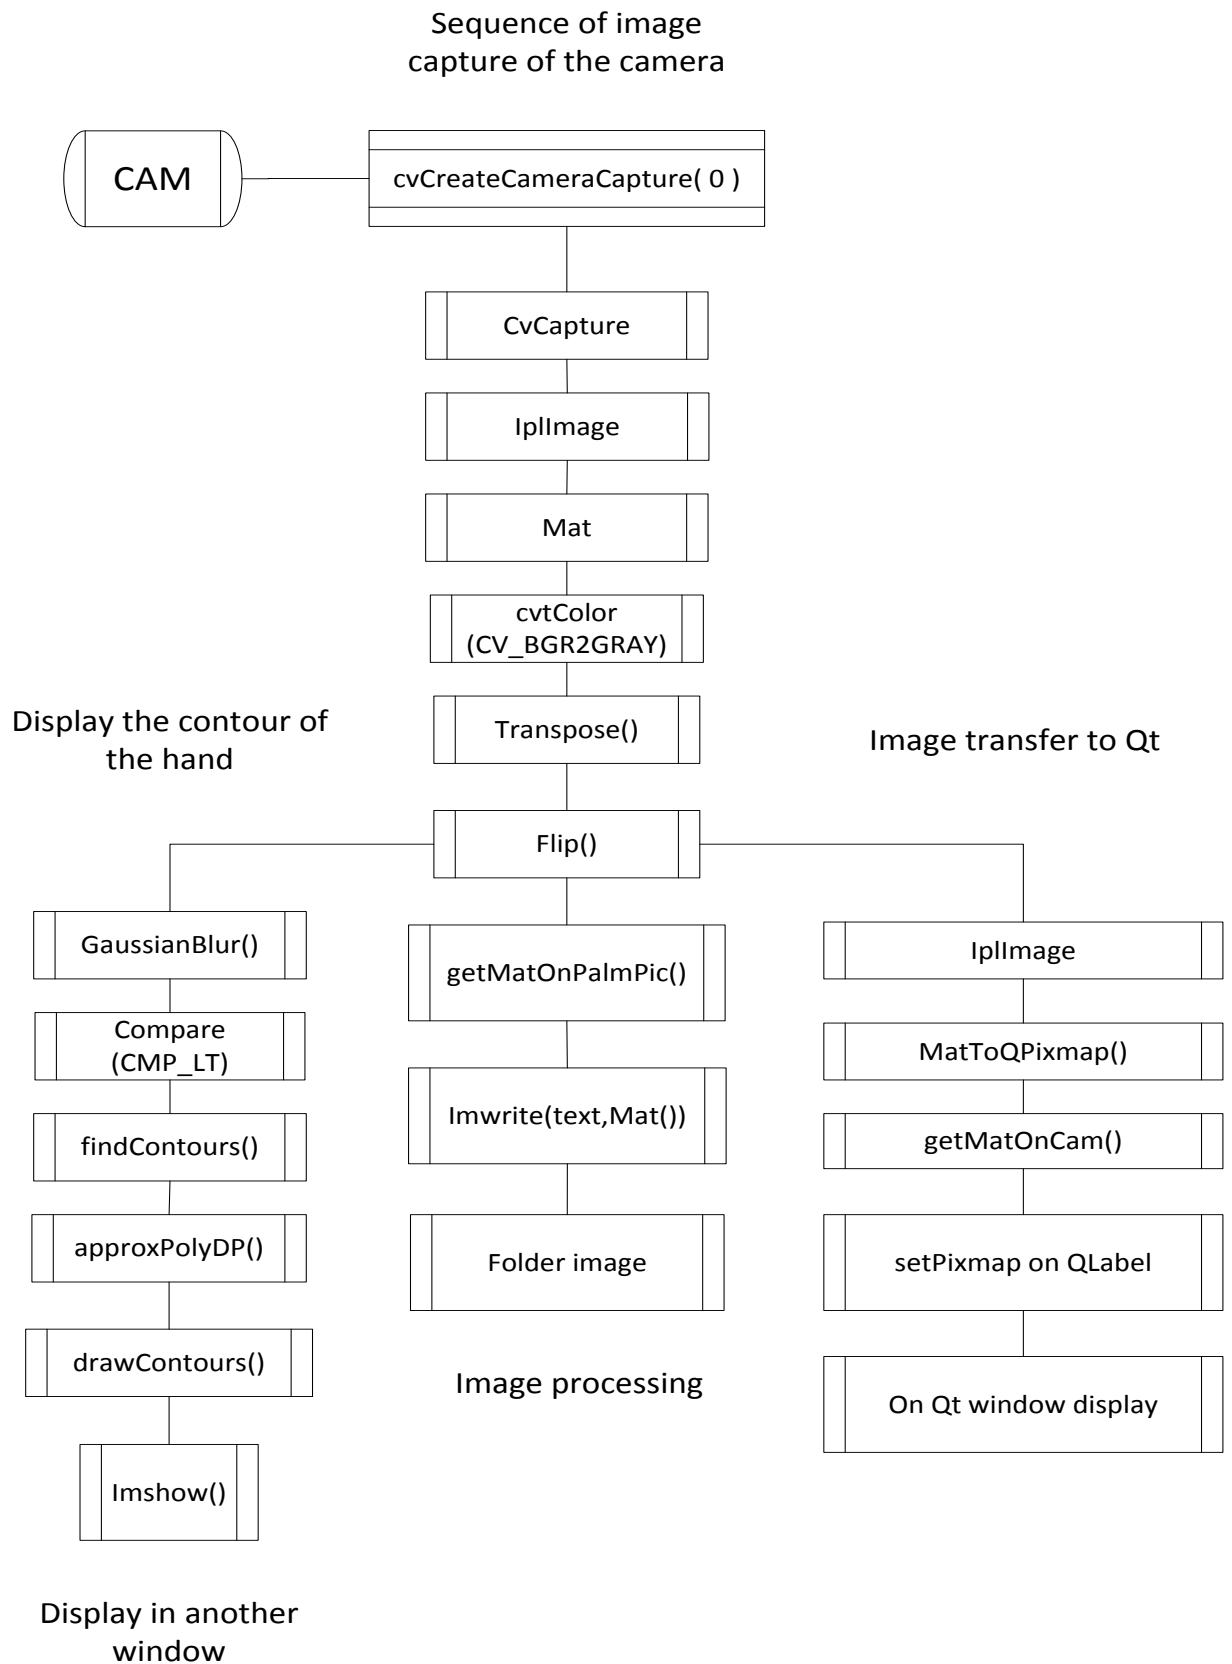 Sequence of image
capture of the camera
CAM
cvCreateCameraCapture( 0 )
CvCapture
IplImage
Mat
cvtColor
(CV_BGR2GRAY)
Transpose()
Display the contour of
the hand
Image transfer to Qt
Flip()
GaussianBlur()
Compare
(CMP_LT)
findContours()
approxPolyDP()
drawContours()
Imshow()
Display in another
window
getMatOnPalmPic()
Imwrite(text,Mat())
Folder image
Image processing
IplImage
MatToQPixmap()
getMatOnCam()
setPixmap on QLabel
On Qt window display